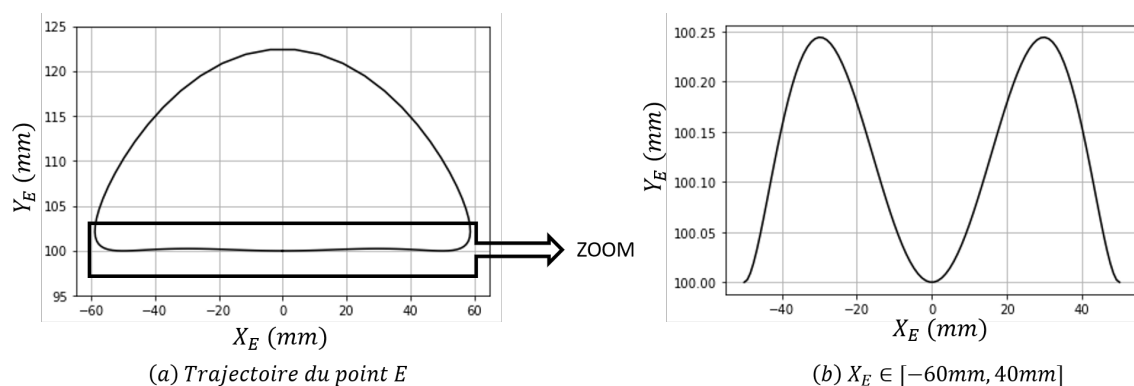 125
120
115
110
105
100
95
Y_E (mm)
−60 −40 −20 0 20 40 60
X_E (mm)
(a) Trajectoire du point E
ZOOM
100.25
100.20
100.15
100.10
100.05
100.00
Y_E (mm)
−40 −20 0 20 40
X_E (mm)
(b) X_E ∈ [−60mm, 40mm]